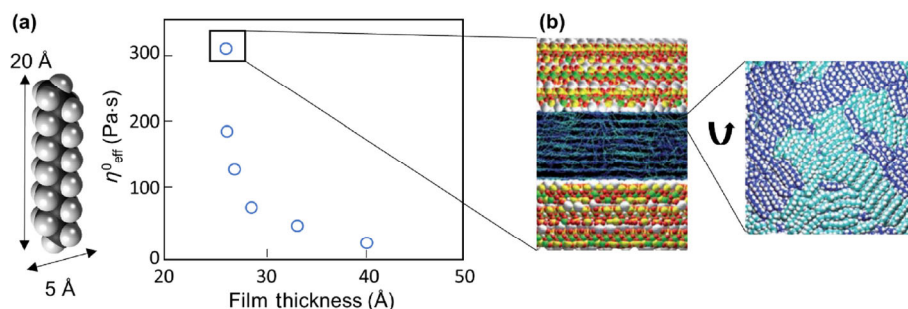 (a)
20 Å
5 Å
η⁰eff (Pa·s)
300
200
100
0
20
30
40
50
Film thickness (Å)
(b)